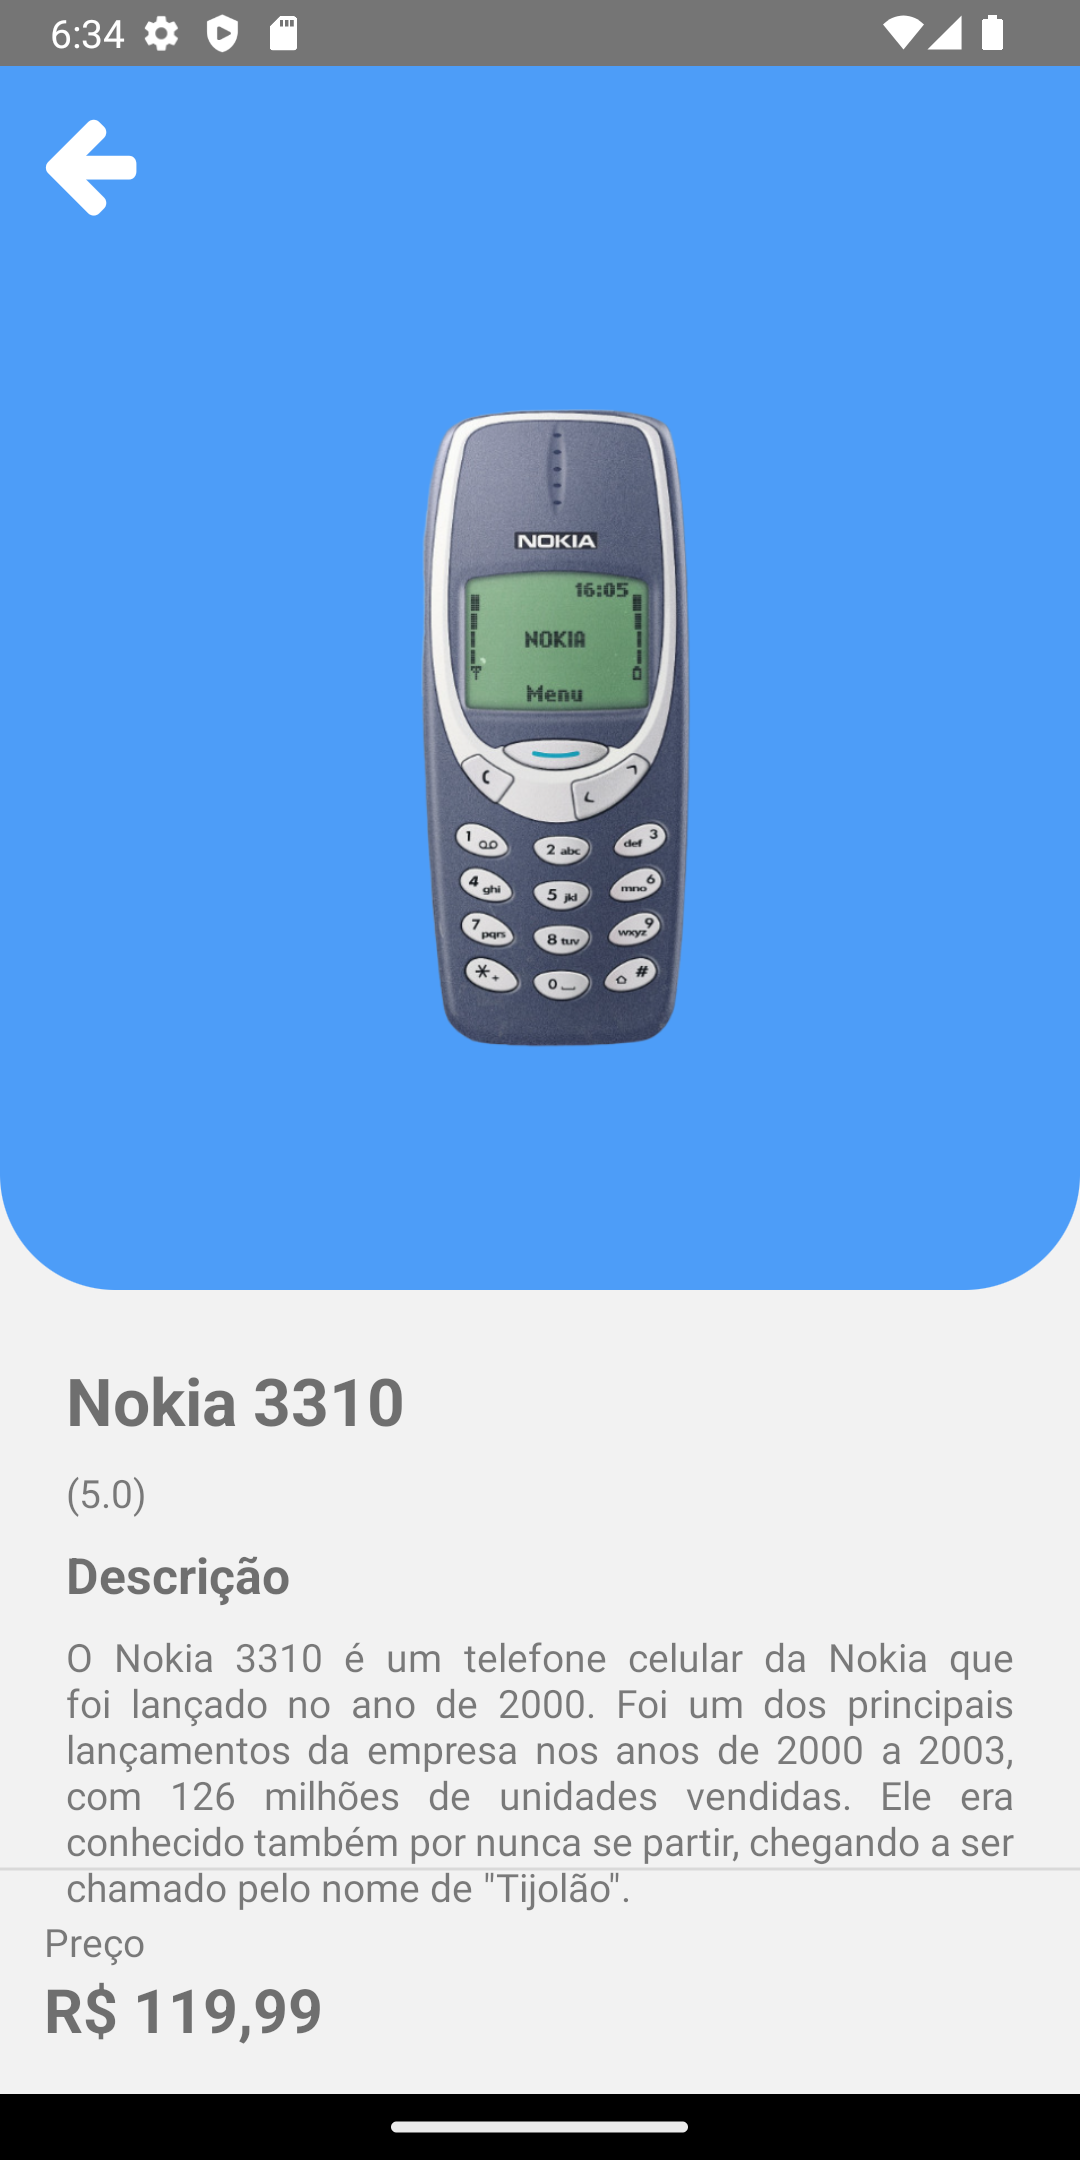 6:34
NOKIA
16:05
NOKIA
Menu
1
2 abc
def 3
4 ghi
5 jkl
mno 6
7 pqrs
8 tuv
wxyz 9
*+
0
#
Nokia 3310
(5.0)
Descrição
O Nokia 3310 é um telefone celular da Nokia que
foi lançado no ano de 2000. Foi um dos principais
lançamentos da empresa nos anos de 2000 a 2003,
com 126 milhões de unidades vendidas. Ele era
conhecido também por nunca se partir, chegando a ser
chamado pelo nome de "Tijolão".
Preço
R$ 119,99